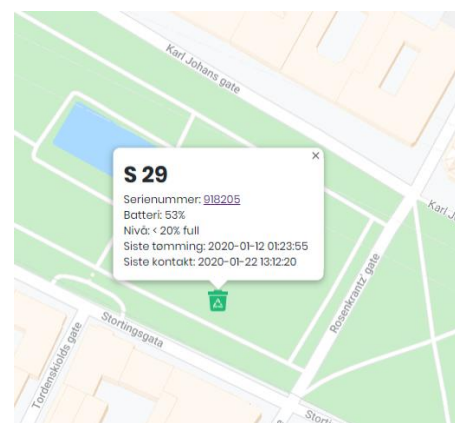 Karl Johans gate
×
S 29
Serienummer: 918205
Batteri: 53%
Nivå: < 20% full
Siste tømming: 2020-01-12 01:23:55
Siste kontakt: 2020-01-22 13:12:20
Karl J
Rosenkrantz' gate
Stortingsgata
Tordenskiolds gate
Storti